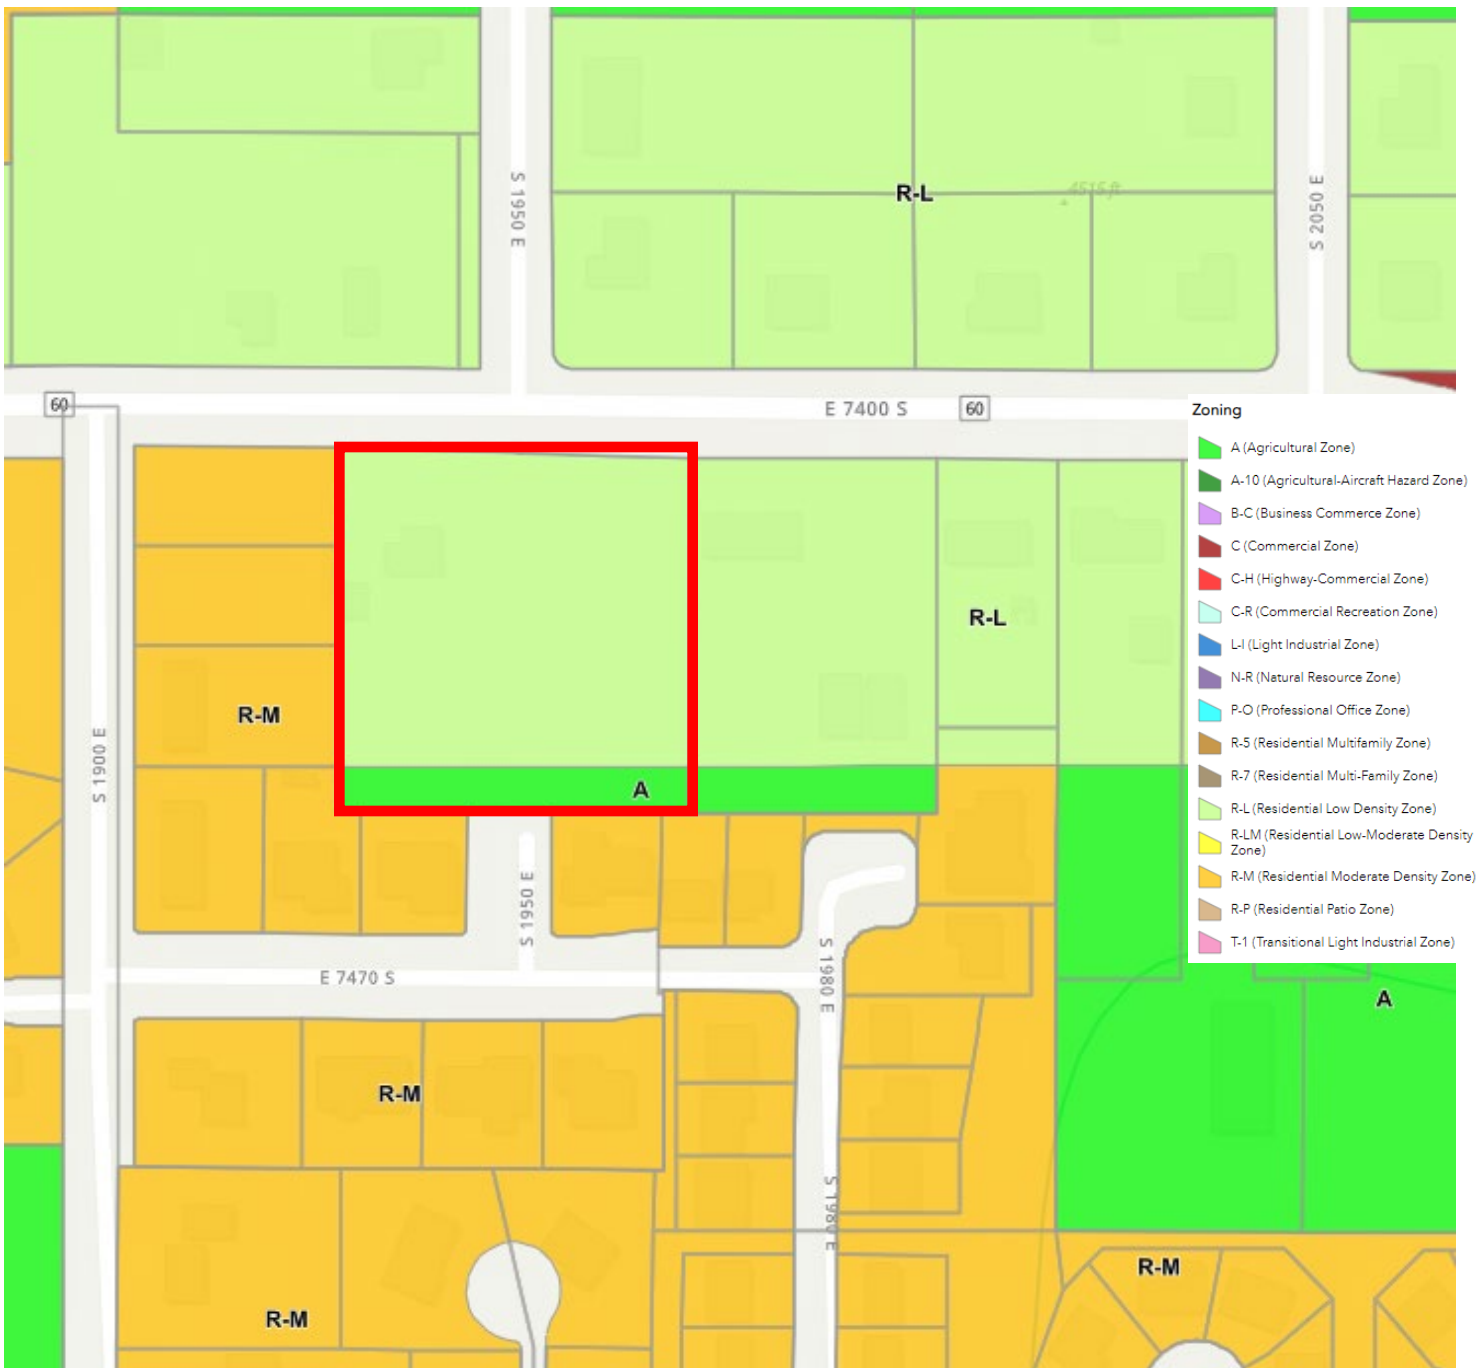 S 1950 E
R-L
4515 ft
S 2050 E
60
E 7400 S
60
Zoning
A (Agricultural Zone)
A-10 (Agricultural-Aircraft Hazard Zone)
B-C (Business Commerce Zone)
C (Commercial Zone)
C-H (Highway-Commercial Zone)
C-R (Commercial Recreation Zone)
L-I (Light Industrial Zone)
N-R (Natural Resource Zone)
P-O (Professional Office Zone)
R-5 (Residential Multifamily Zone)
R-7 (Residential Multi-Family Zone)
R-L (Residential Low Density Zone)
R-LM (Residential Low-Moderate Density
Zone)
R-M (Residential Moderate Density Zone)
R-P (Residential Patio Zone)
T-1 (Transitional Light Industrial Zone)
R-L
R-M
S 1900 E
A
S 1950 E
E 7470 S
S 1980 E
A
R-M
S 1980 E
R-M
R-M